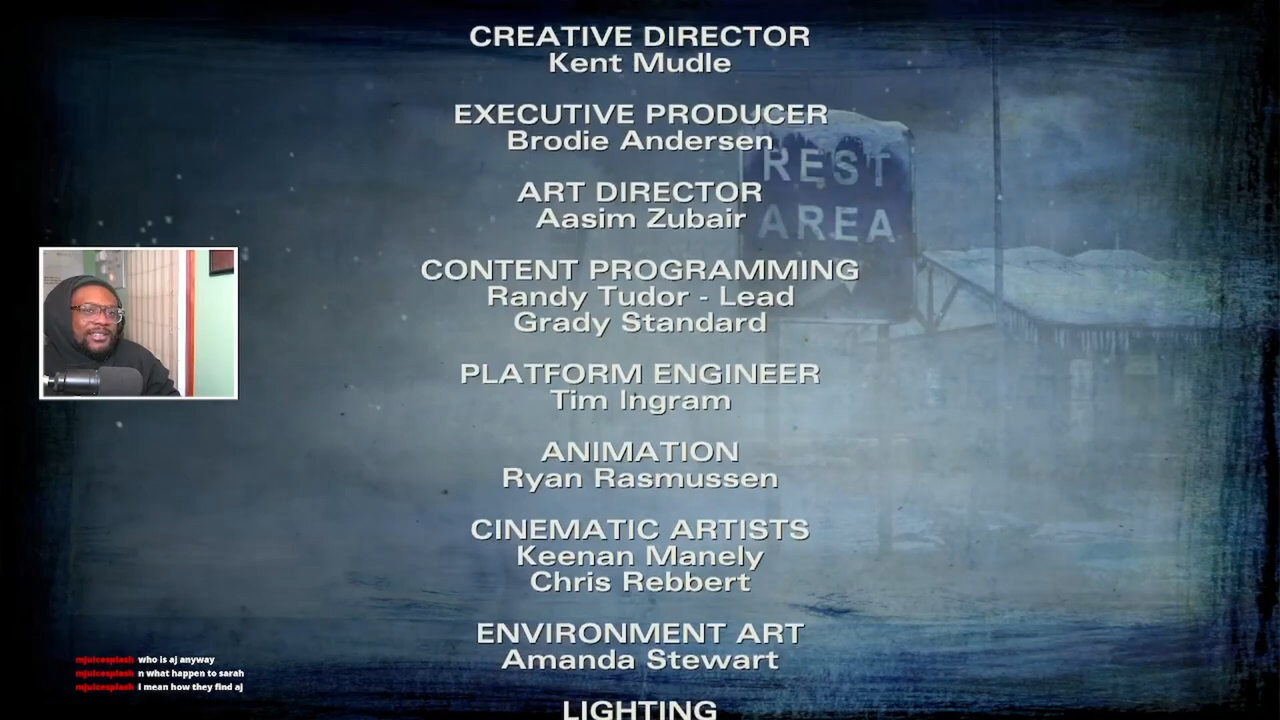 CREATIVE DIRECTOR
Kent Mudle
EXECUTIVE PRODUCER
Brodie Andersen
REST
AREA
ART DIRECTOR
Aasim Zubair
CONTENT PROGRAMMING
Randy Tudor - Lead
Grady Standard
PLATFORM ENGINEER
Tim Ingram
ANIMATION
Ryan Rasmussen
CINEMATIC ARTISTS
Keenan Manely
Chris Rebbert
ENVIRONMENT ART
Amanda Stewart
LIGHTING
mjuicesplash who is aj anyway
mjuicesplash n what happen to sarah
mjuicesplash I mean how they find aj